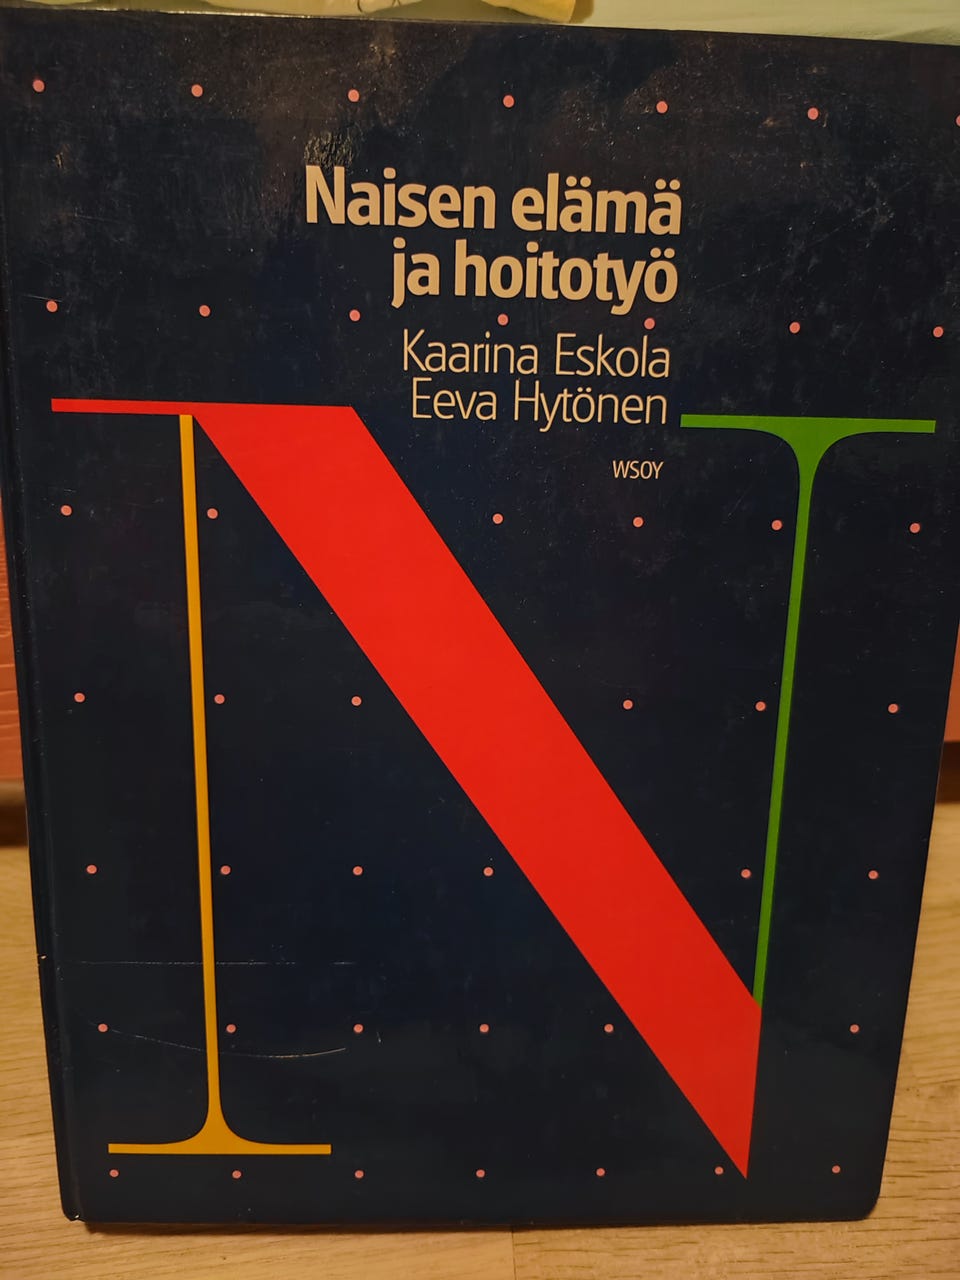 Naisen elämä
ja hoitotyö
Kaarina Eskola
Eeva Hytönen
WSOY
N